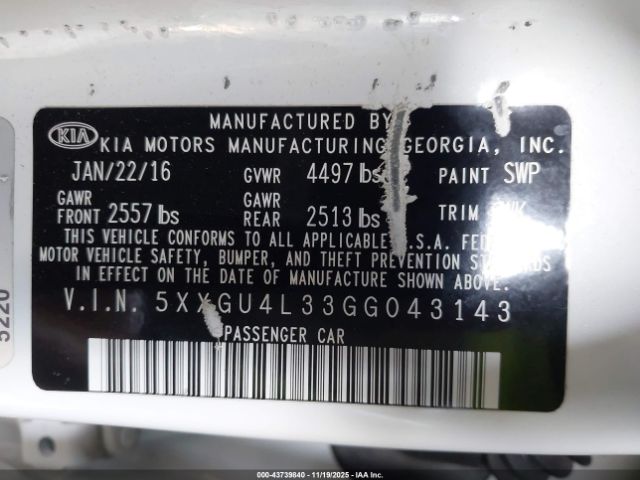 MANUFACTURED BY
KIA KIA MOTORS MANUFACTURING GEORGIA, INC.
JAN/22/16 GVWR 4497 lbs PAINT SWP
GAWR FRONT 2557 lbs GAWR REAR 2513 lbs TRIM
THIS VEHICLE CONFORMS TO ALL APPLICABLE U.S.A. FEDERAL
MOTOR VEHICLE SAFETY, BUMPER, AND THEFT PREVENTION STANDARDS
IN EFFECT ON THE DATE OF MANUFACTURE SHOWN ABOVE.
V.I.N. 5XXGU4L33GG043143
PASSENGER CAR
5220
000-43739840 - 11/19/2025 - IAA Inc.